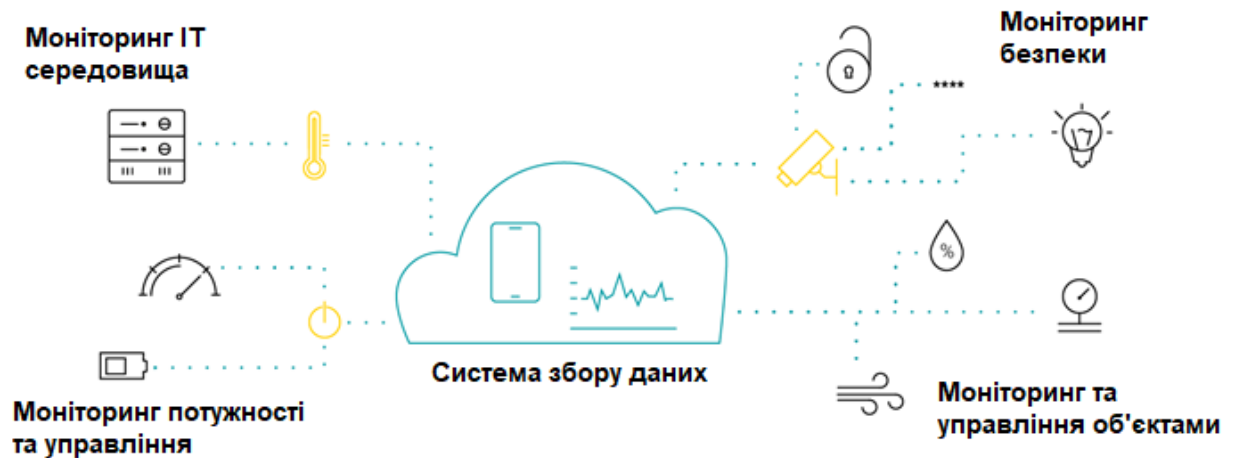 Моніторинг ІТ
середовища
Моніторинг
безпеки
****
%
Система збору даних
Моніторинг потужності
та управління
Моніторинг та
управління об'єктами